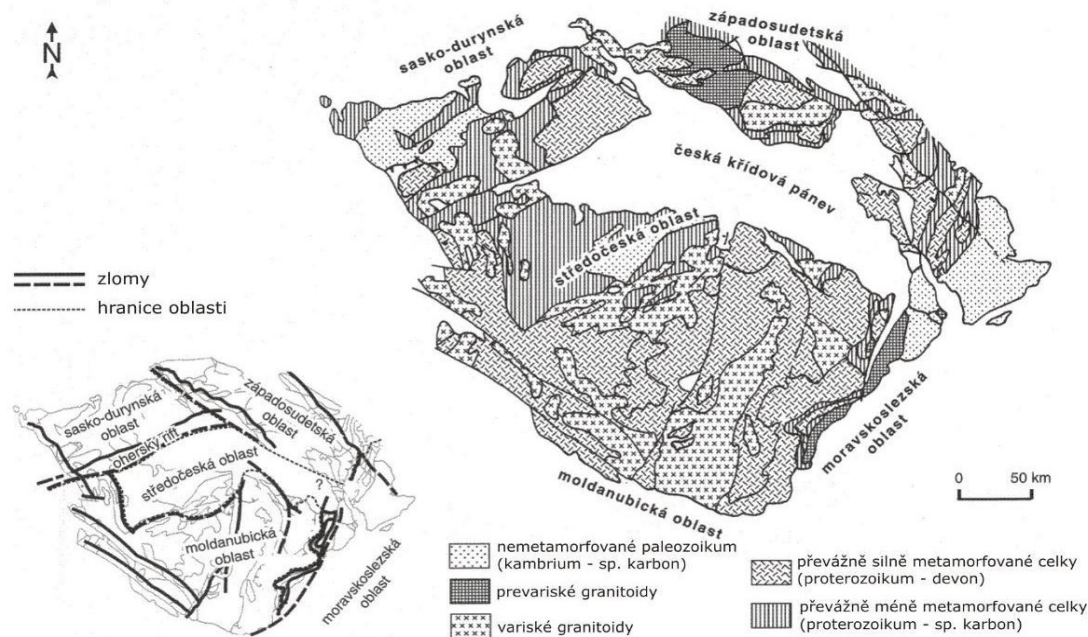 N
sasko-durynská
oblast
západosudetská
oblast
česká křídová pánev
středočeská oblast
moldanubická oblast
moravskoslezská
oblast
0 50 km
zlomy
hranice oblasti
sasko-durynská
oblast
západosudetská
oblast
oherský rift
středočeská oblast
?
moldanubická
oblast
moravskoslezská
oblast
nemetamorfované paleozoikum
(kambrium - sp. karbon)
prevariské granitoidy
variské granitoidy
převážně silně metamorfované celky
(proterozoikum - devon)
převážně méně metamorfované celky
(proterozoikum - sp. karbon)